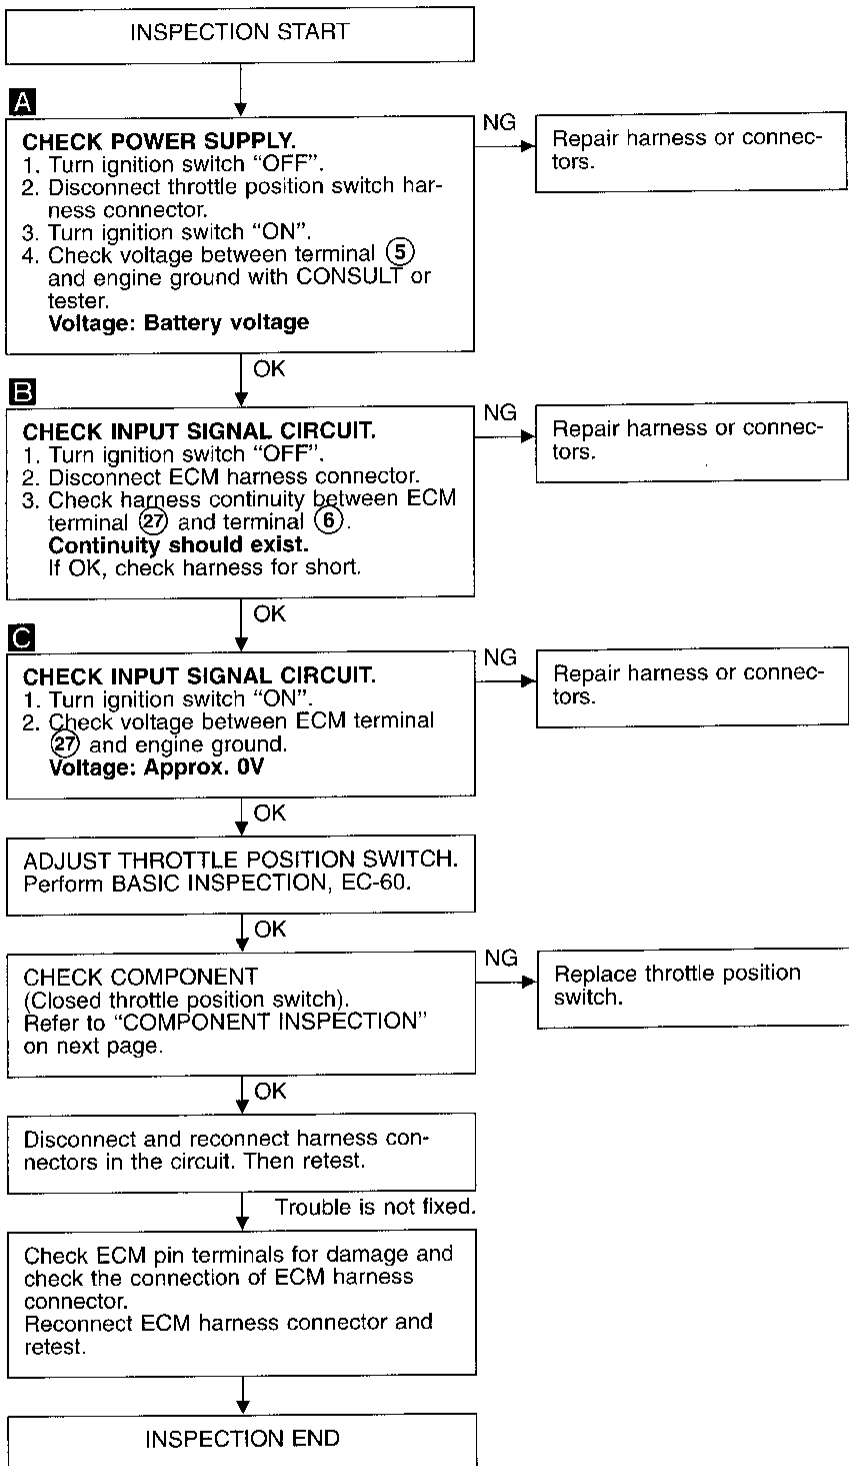 INSPECTION START
A
CHECK POWER SUPPLY.
1. Turn ignition switch “OFF”.
2. Disconnect throttle position switch har-
ness connector.
3. Turn ignition switch “ON”.
4. Check voltage between terminal ⑤
and engine ground with CONSULT or
tester.
Voltage: Battery voltage
NG
Repair harness or connec-
tors.
OK
B
CHECK INPUT SIGNAL CIRCUIT.
1. Turn ignition switch “OFF”.
2. Disconnect ECM harness connector.
3. Check harness continuity between ECM
terminal ㉗ and terminal ⑥.
Continuity should exist.
If OK, check harness for short.
NG
Repair harness or connec-
tors.
OK
C
CHECK INPUT SIGNAL CIRCUIT.
1. Turn ignition switch “ON”.
2. Check voltage between ECM terminal
㉗ and engine ground.
Voltage: Approx. 0V
NG
Repair harness or connec-
tors.
OK
ADJUST THROTTLE POSITION SWITCH.
Perform BASIC INSPECTION, EC-60.
OK
CHECK COMPONENT
(Closed throttle position switch).
Refer to “COMPONENT INSPECTION”
on next page.
NG
Replace throttle position
switch.
OK
Disconnect and reconnect harness con-
nectors in the circuit. Then retest.
Trouble is not fixed.
Check ECM pin terminals for damage and
check the connection of ECM harness
connector.
Reconnect ECM harness connector and
retest.
INSPECTION END